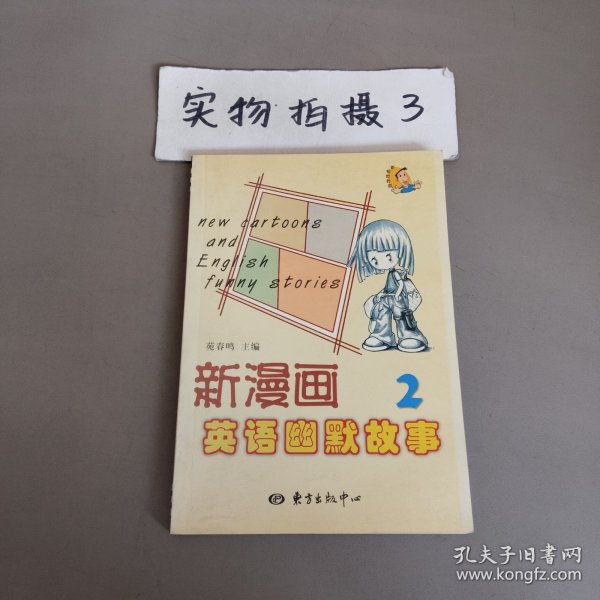 实物拍摄3
new cartoons
and
English
funny stories
苑春鸣 主编
新漫画 2
英语幽默故事
东方出版中心
孔夫子旧书网
www.kongfz.com